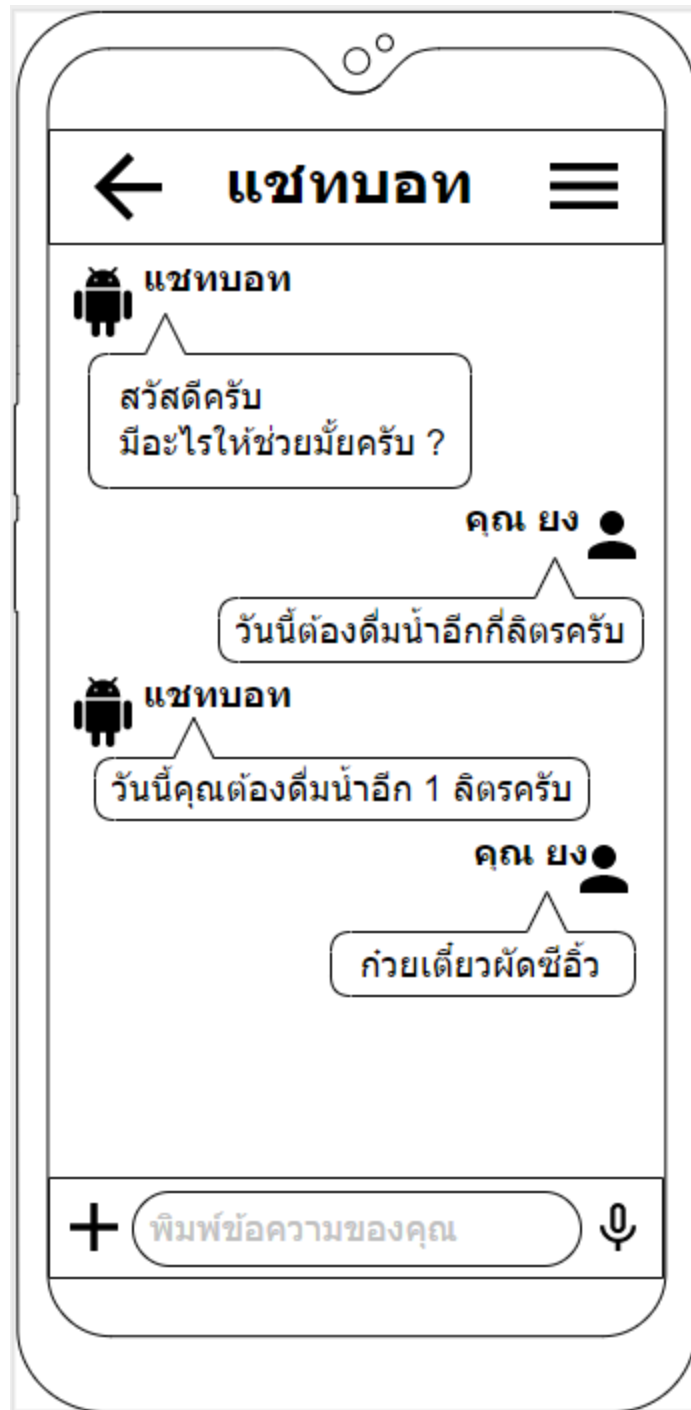 แชทบอท
แชทบอท
สวัสดีครับ
มีอะไรให้ช่วยมั้ยครับ ?
คุณ ยง
วันนี้ต้องดื่มน้ำอีกกี่ลิตรครับ
แชทบอท
วันนี้คุณต้องดื่มน้ำอีก 1 ลิตรครับ
คุณ ยง
ก๋วยเตี๋ยวผัดซีอิ้ว
พิมพ์ข้อความของคุณ